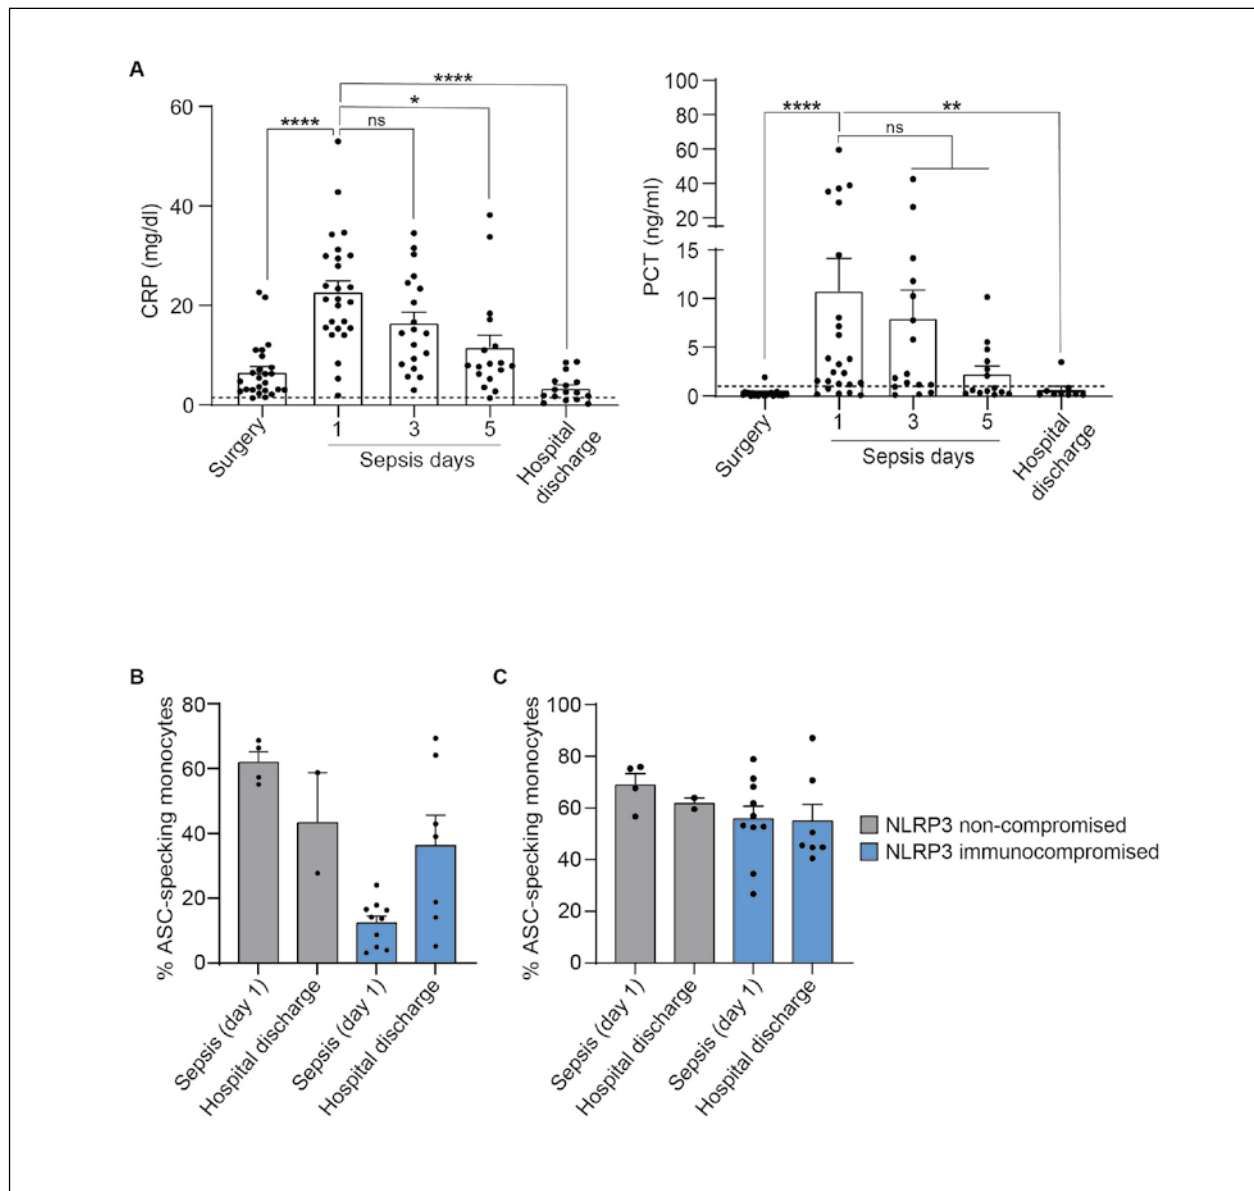 A
****
*
ns
****
60
40
20
0
CRP (mg/dl)
Surgery
1
3
5
Sepsis days
Hospital
discharge
100
80
60
40
20
15
10
5
0
PCT (ng/ml)
****
**
ns
Surgery
1
3
5
Sepsis days
Hospital
discharge
B
80
60
40
20
0
% ASC-specking monocytes
Sepsis (day 1)
Hospital discharge
Sepsis (day 1)
Hospital discharge
C
100
80
60
40
20
0
% ASC-specking monocytes
Sepsis (day 1)
Hospital discharge
Sepsis (day 1)
Hospital discharge
NLRP3 non-compromised
NLRP3 immunocompromised